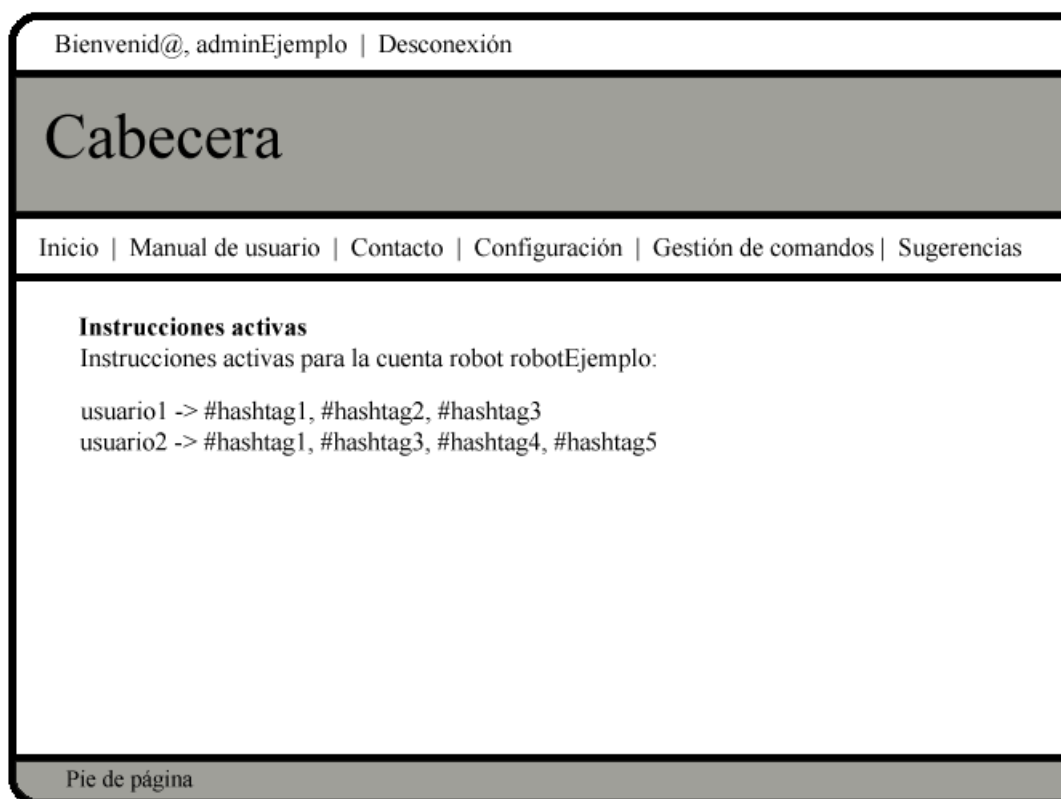 Bienvenid@, adminEjemplo | Desconexión
Cabecera
Inicio | Manual de usuario | Contacto | Configuración | Gestión de comandos | Sugerencias
Instrucciones activas
Instrucciones activas para la cuenta robot robotEjemplo:
usuario1 -> #hashtag1, #hashtag2, #hashtag3
usuario2 -> #hashtag1, #hashtag3, #hashtag4, #hashtag5
Pie de página